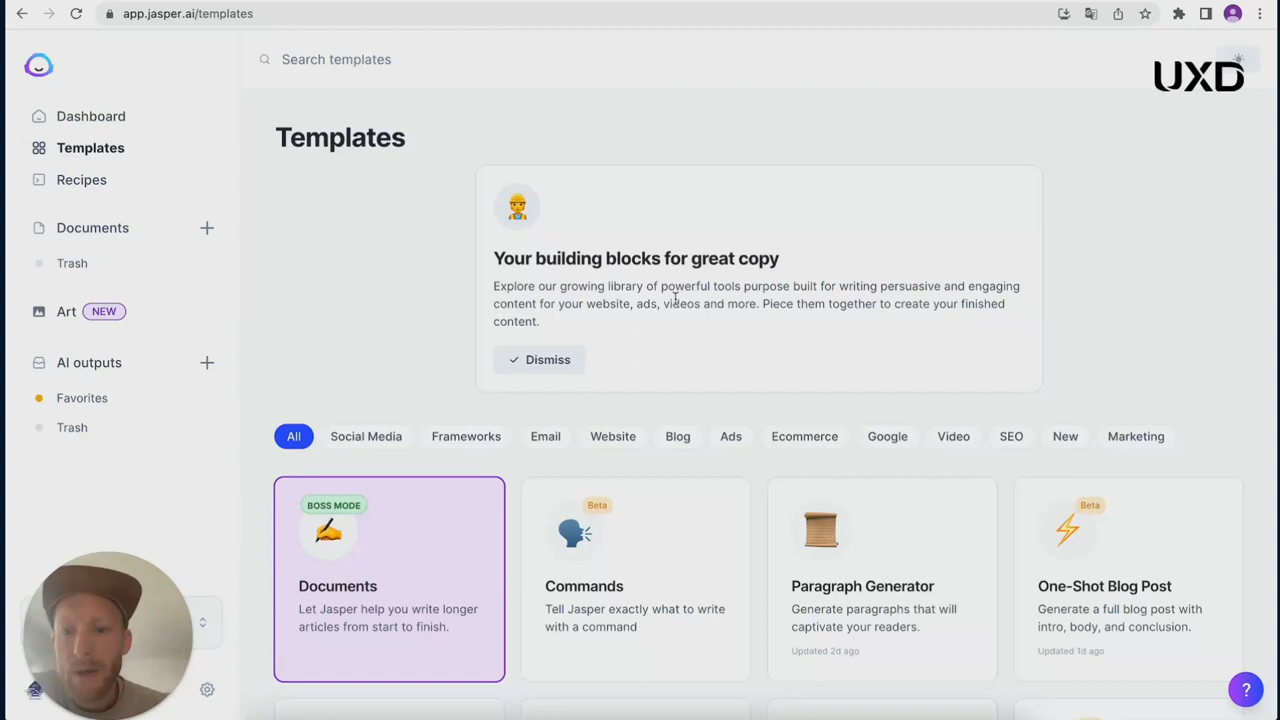 app.jasper.ai/templates
Search templates
UXD
Dashboard
Templates
Recipes
Documents
Trash
Art NEW
AI outputs
Favorites
Trash
Templates
Your building blocks for great copy
Explore our growing library of powerful tools purpose built for writing persuasive and engaging
content for your website, ads, videos and more. Piece them together to create your finished
content.
Dismiss
All Social Media Frameworks Email Website Blog Ads Ecommerce Google Video SEO New Marketing
BOSS MODE
Documents
Let Jasper help you write longer
articles from start to finish.
Beta
Commands
Tell Jasper exactly what to write
with a command
Paragraph Generator
Generate paragraphs that will
captivate your readers.
Updated 2d ago
Beta
One-Shot Blog Post
Generate a full blog post with
intro, body, and conclusion.
Updated 1d ago
?